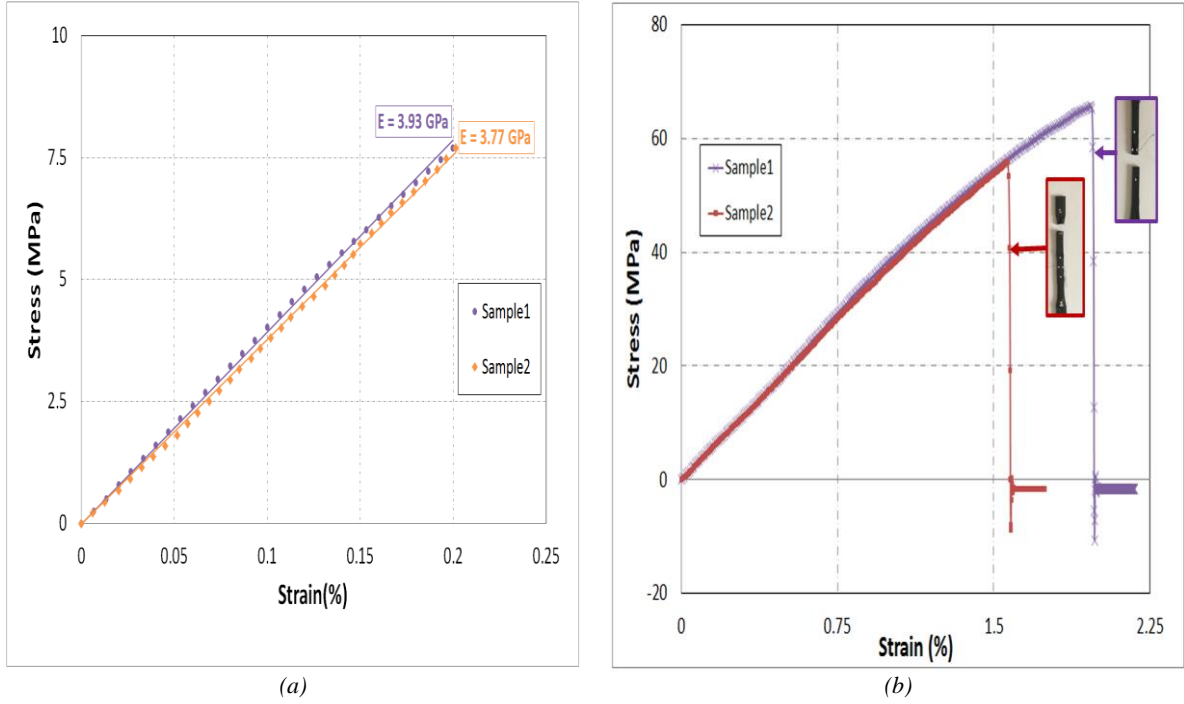 10
7.5
5
2.5
0
Stress (MPa)
0
0.05
0.1
0.15
0.2
0.25
Strain(%)
E = 3.93 GPa
E = 3.77 GPa
Sample1
Sample2
(a)
80
60
40
20
0
-20
Stress (MPa)
0
0.75
1.5
2.25
Strain (%)
Sample1
Sample2
(b)